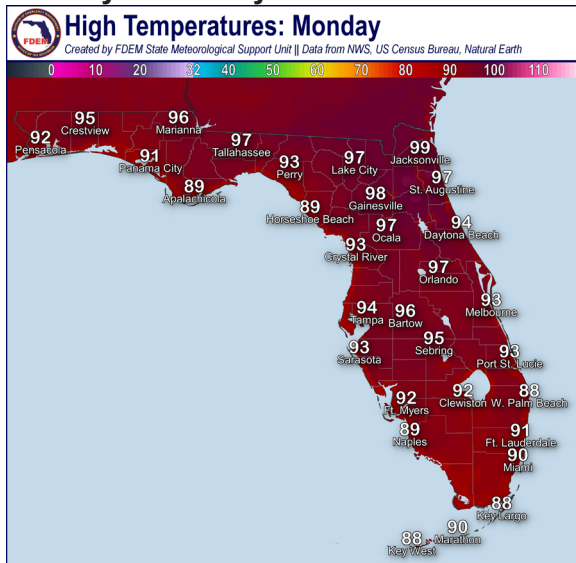 High Temperatures: Monday
Created by FDEM State Meteorological Support Unit || Data from NWS, US Census Bureau, Natural Earth
FDEM
0 10 20 32 40 50 60 70 80 90 100 110
95
Crestview
96
Marianna
92
Pensacola
91
Panama City
97
Tallahassee
93
Perry
97
Lake City
99
Jacksonville
89
Apalachicola
97
St. Augustine
98
Gainesville
89
Horseshoe Beach
97
Ocala
94
Daytona Beach
93
Crystal River
97
Orlando
94
Tampa
96
Bartow
93
Melbourne
93
Sarasota
95
Sebring
93
Port St. Lucie
92
Ft. Myers
92
Clewiston
88
W. Palm Beach
89
Naples
91
Ft. Lauderdale
90
Miami
88
Key Largo
90
Marathon
88
Key West